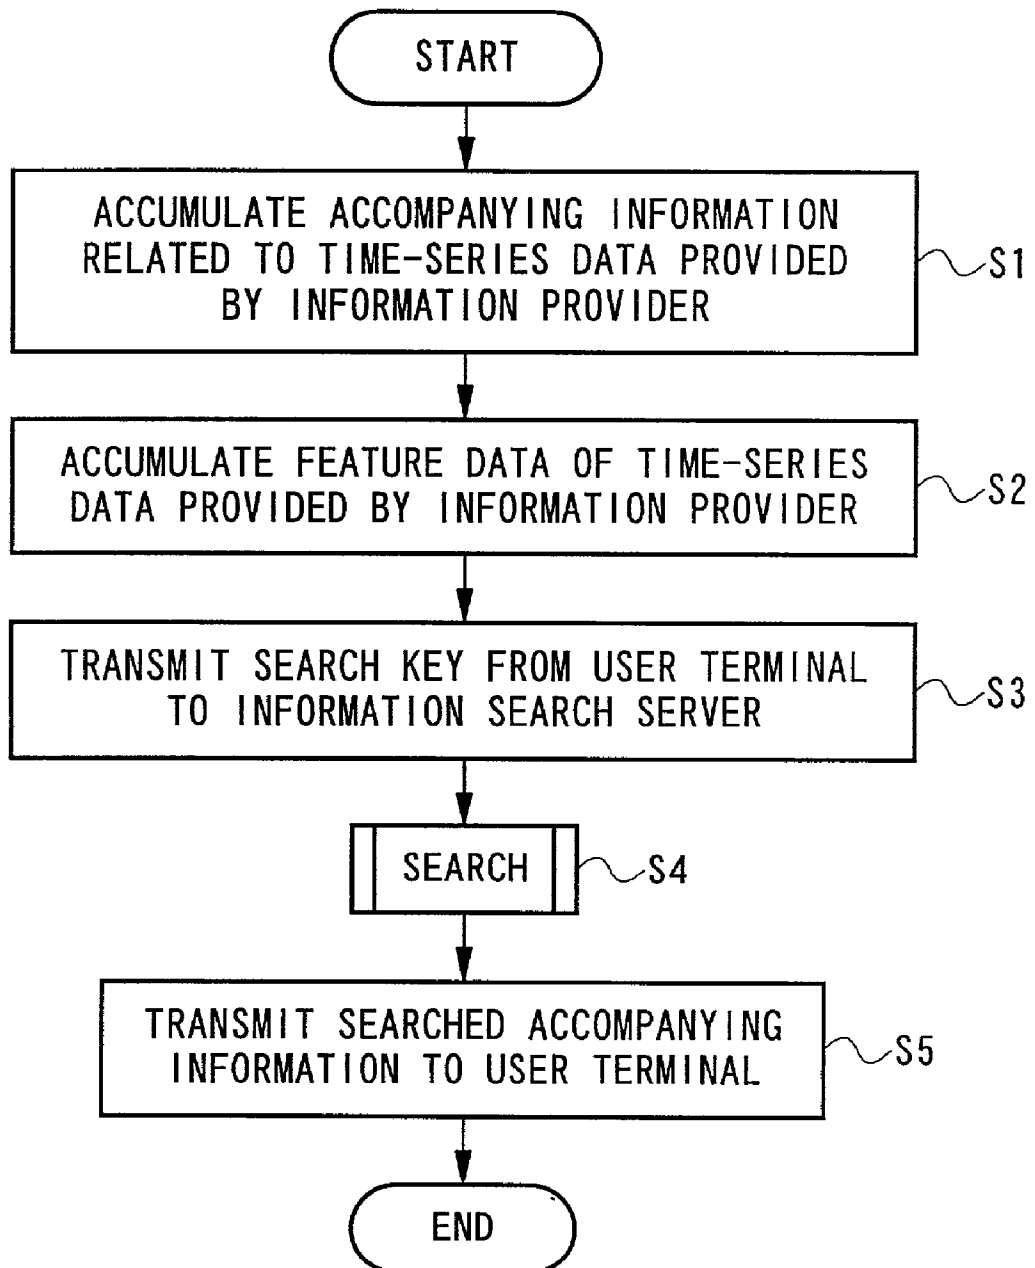 START
ACCUMULATE ACCOMPANYING INFORMATION
RELATED TO TIME-SERIES DATA PROVIDED
BY INFORMATION PROVIDER
S1
ACCUMULATE FEATURE DATA OF TIME-SERIES
DATA PROVIDED BY INFORMATION PROVIDER
S2
TRANSMIT SEARCH KEY FROM USER TERMINAL
TO INFORMATION SEARCH SERVER
S3
SEARCH
S4
TRANSMIT SEARCHED ACCOMPANYING
INFORMATION TO USER TERMINAL
S5
END